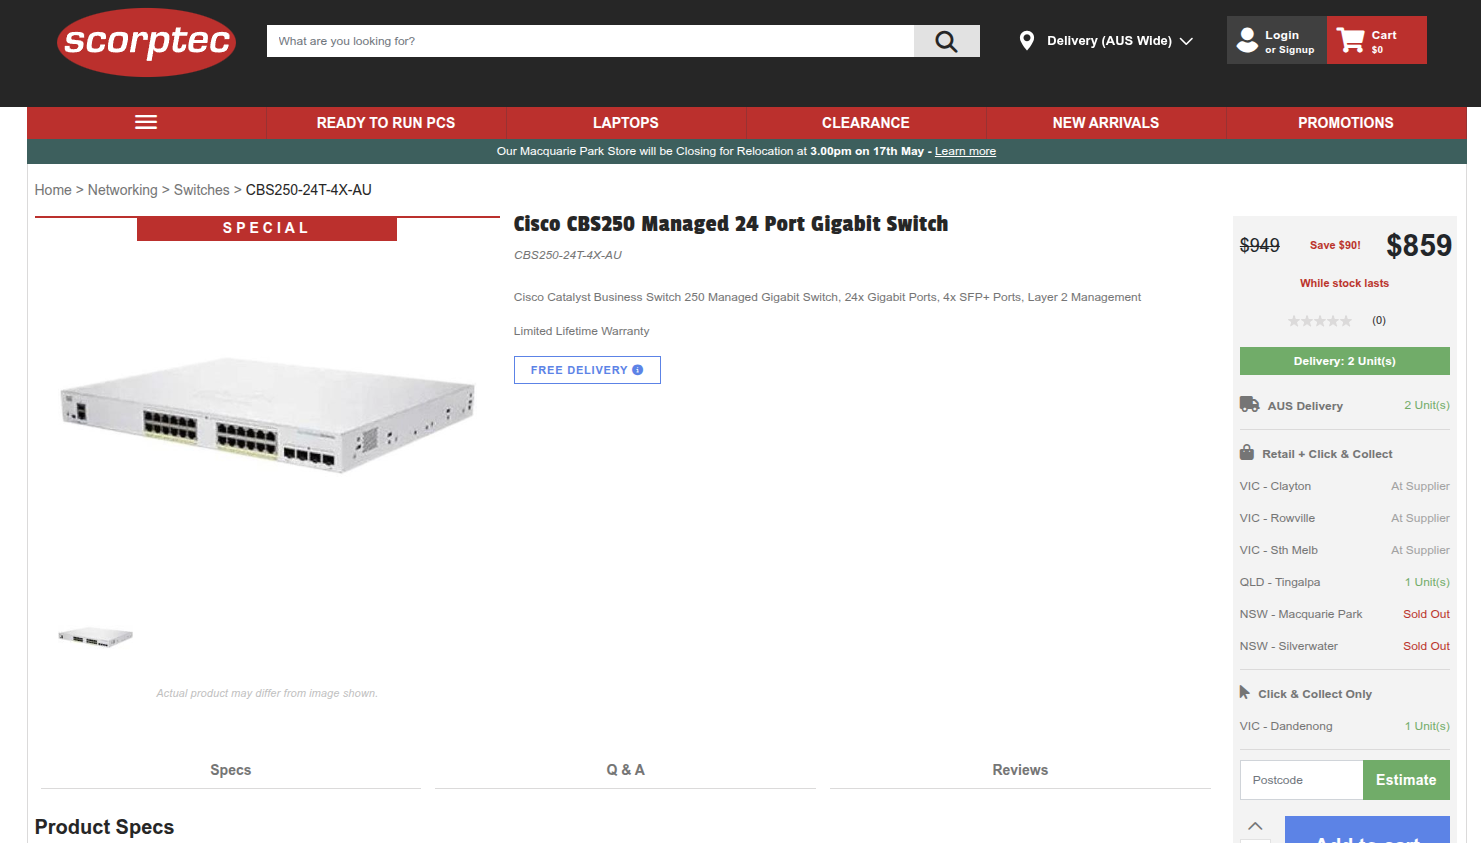 scorptec
What are you looking for?
Delivery (AUS Wide)
Login
or Signup
Cart
$0
READY TO RUN PCS
LAPTOPS
CLEARANCE
NEW ARRIVALS
PROMOTIONS
Our Macquarie Park Store will be Closing for Relocation at 3.00pm on 17th May - Learn more
Home > Networking > Switches > CBS250-24T-4X-AU
SPECIAL
Cisco CBS250 Managed 24 Port Gigabit Switch
CBS250-24T-4X-AU
Cisco Catalyst Business Switch 250 Managed Gigabit Switch, 24x Gigabit Ports, 4x SFP+ Ports, Layer 2 Management
Limited Lifetime Warranty
FREE DELIVERY
Actual product may differ from image shown.
$949 Save $90! $859
While stock lasts
(0)
Delivery: 2 Unit(s)
AUS Delivery 2 Unit(s)
Retail + Click & Collect
VIC - Clayton At Supplier
VIC - Rowville At Supplier
VIC - Sth Melb At Supplier
QLD - Tingalpa 1 Unit(s)
NSW - Macquarie Park Sold Out
NSW - Silverwater Sold Out
Click & Collect Only
VIC - Dandenong 1 Unit(s)
Postcode Estimate
Add to cart
Specs
Q & A
Reviews
Product Specs